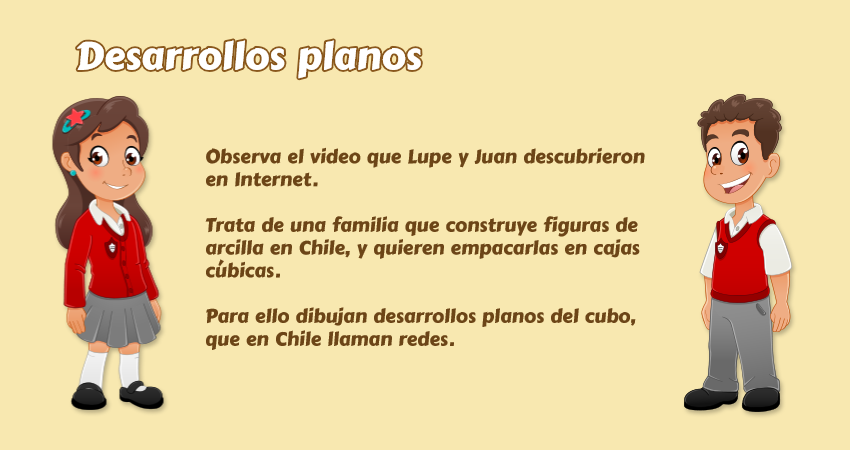 Desarrollos planos
Observa el video que Lupe y Juan descubrieron
en Internet.
Trata de una familia que construye figuras de
arcilla en Chile, y quieren empacarlas en cajas
cúbicas.
Para ello dibujan desarrollos planos del cubo,
que en Chile llaman redes.